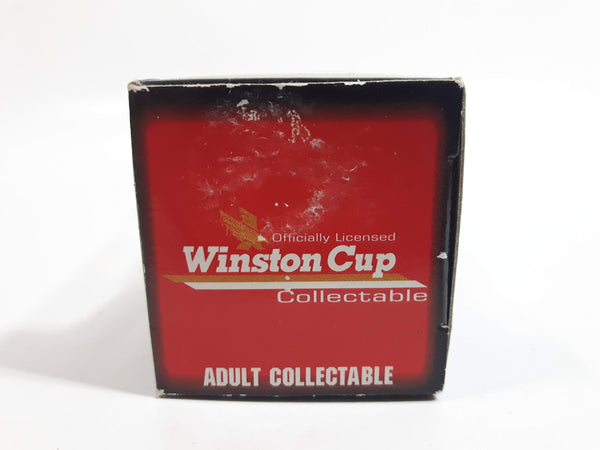 Officially Licensed
Winston Cup
Collectable
ADULT COLLECTABLE